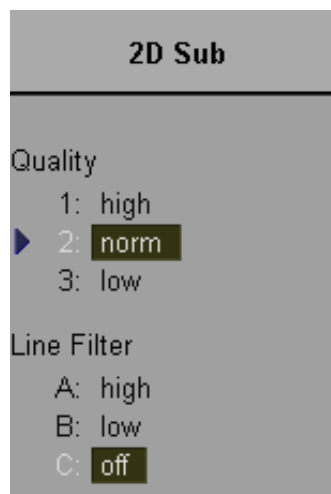 2D Sub
Quality
1: high
2: norm
3: low
Line Filter
A: high
B: low
C: off